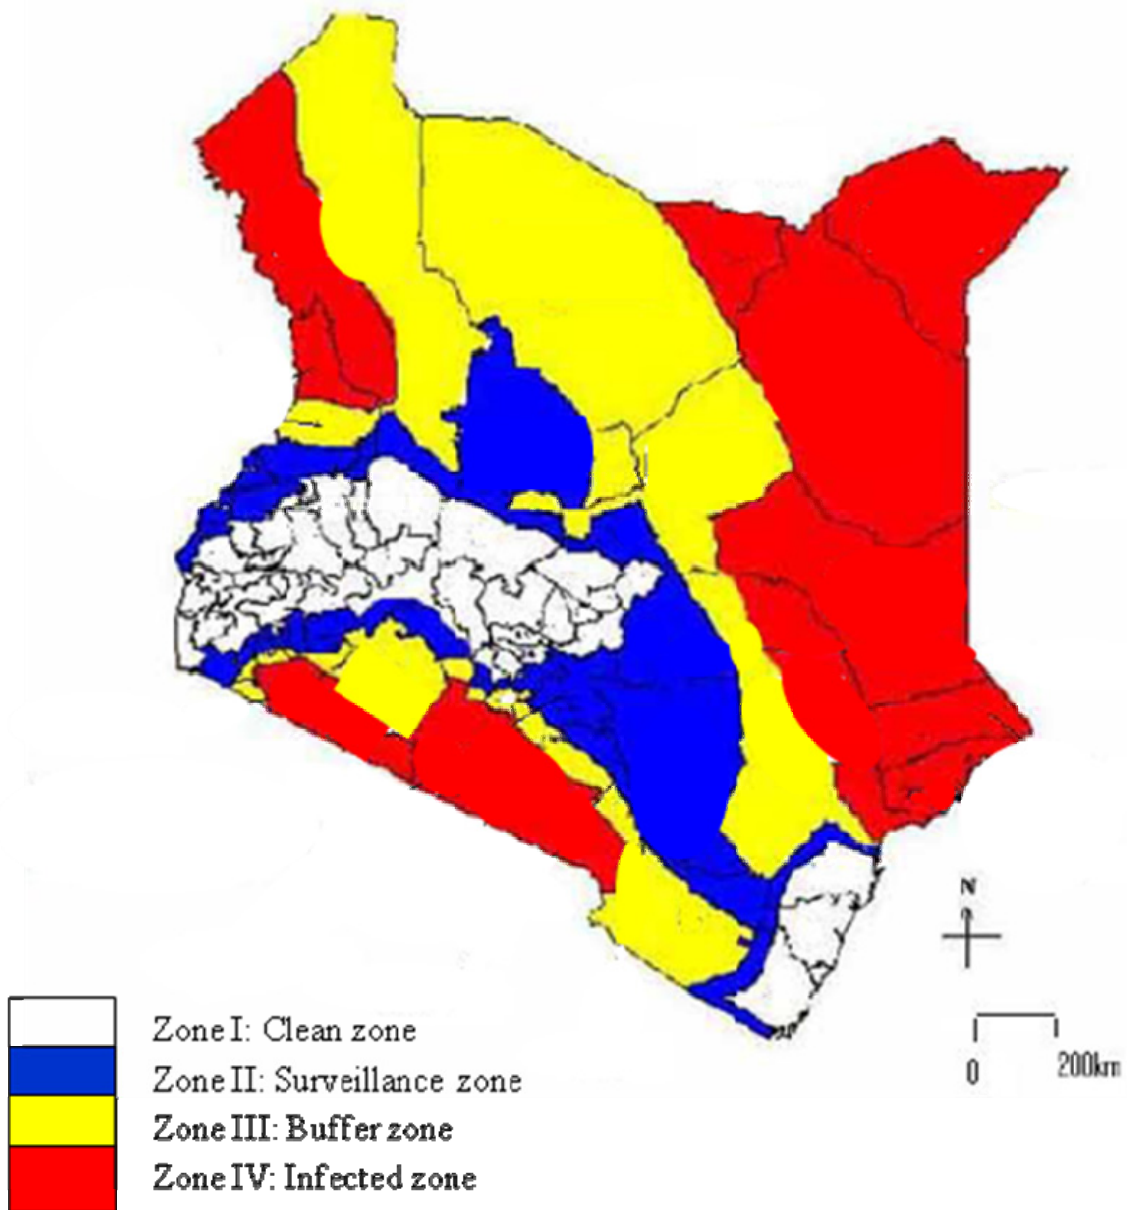 N
0
200km
Zone I: Clean zone
Zone II: Surveillance zone
Zone III: Buffer zone
Zone IV: Infected zone